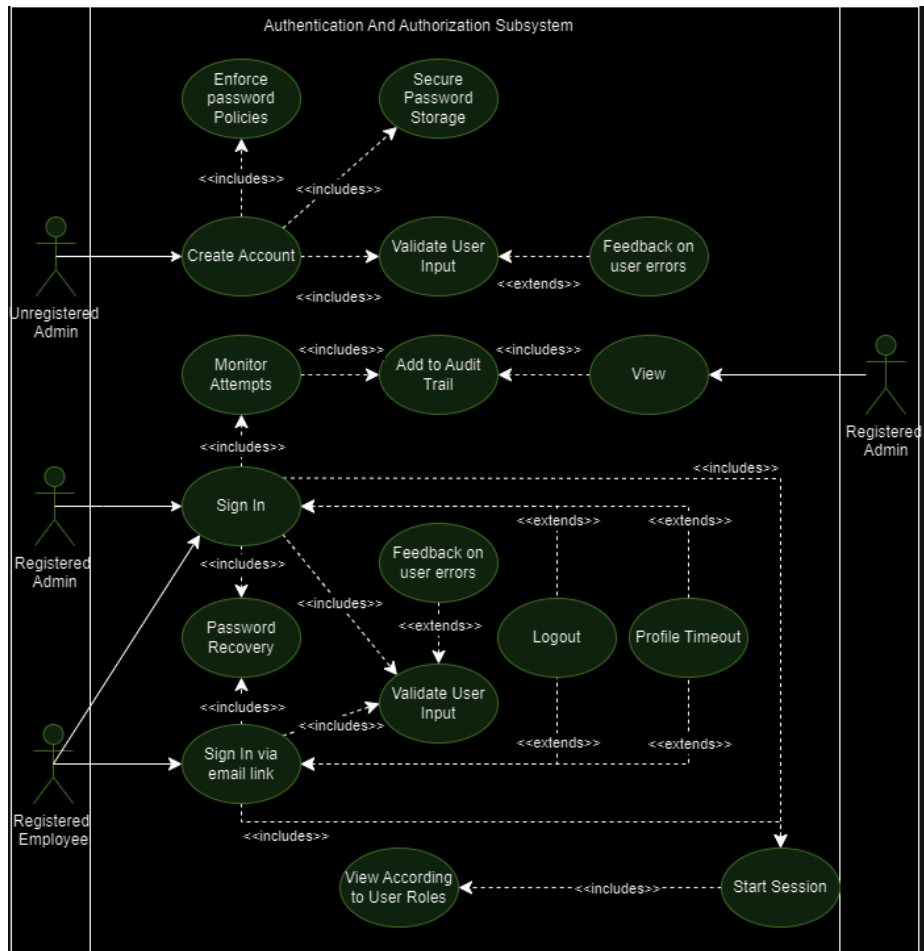 Authentication And Authorization Subsystem
Enforce
password
Policies
Secure
Password
Storage
<<includes>>
<<includes>>
Create Account
Validate User
Input
Feedback on
user errors
<<includes>>
<<extends>>
Unregistered
Admin
Monitor
Attempts
<<includes>>
Add to Audit
Trail
<<includes>>
View
Registered
Admin
<<includes>>
<<includes>>
Sign In
Registered
Admin
<<extends>>
<<extends>>
<<includes>>
Feedback on
user errors
<<includes>>
Password
Recovery
<<extends>>
Logout
Profile Timeout
Validate User
Input
<<includes>>
<<includes>>
Sign In via
email link
<<extends>>
<<extends>>
Registered
Employee
<<includes>>
View According
to User Roles
<<includes>>
Start Session